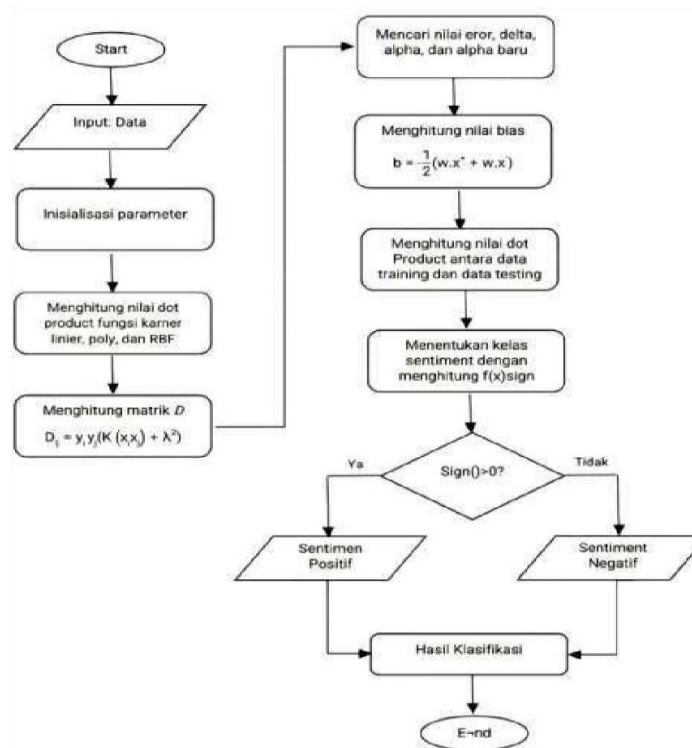 Start
Input: Data
Inisialisasi parameter
Menghitung nilai dot
product fungsi karner
linier, poly, dan RBF
Menghitung matrik D
Dᵢⱼ = yᵢyⱼ(K (xᵢxⱼ) + λ²)
Mencari nilai eror, delta,
alpha, dan alpha baru
Menghitung nilai bias
b = -1/2(w.x⁺ + w.x⁻)
Menghitung nilai dot
Product antara data
training dan data testing
Menentukan kelas
sentiment dengan
menghitung f(x)sign
Sign()>0?
Ya
Tidak
Sentimen
Positif
Sentiment
Negatif
Hasil Klasifikasi
E¬nd